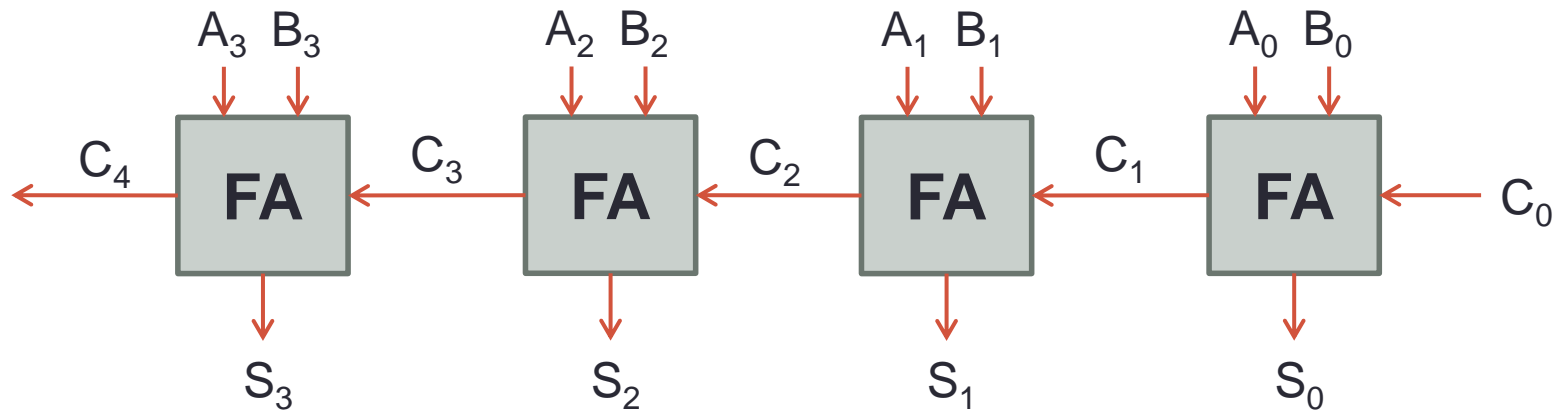 A₃ B₃ A₂ B₂ A₁ B₁ A₀ B₀
C₄ FA C₃ FA C₂ FA C₁ FA C₀
S₃ S₂ S₁ S₀